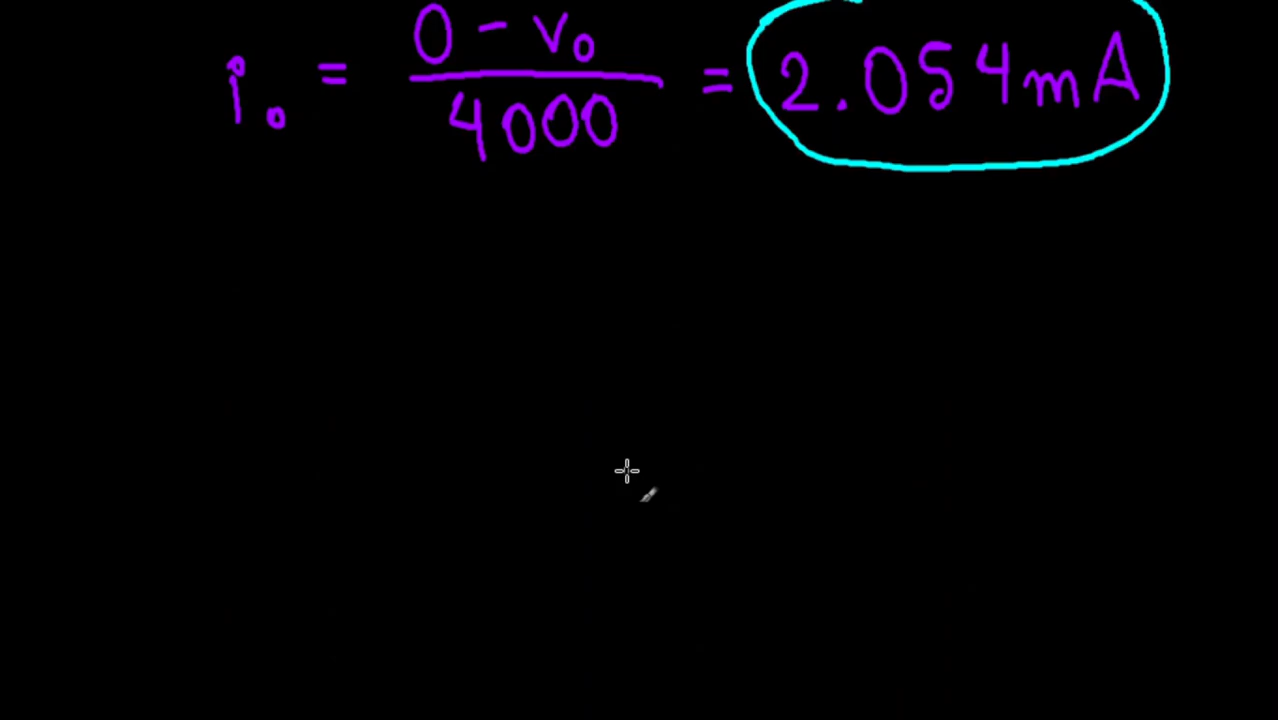 i₀ = (0 - v₀) / 4000 = 2.054mA